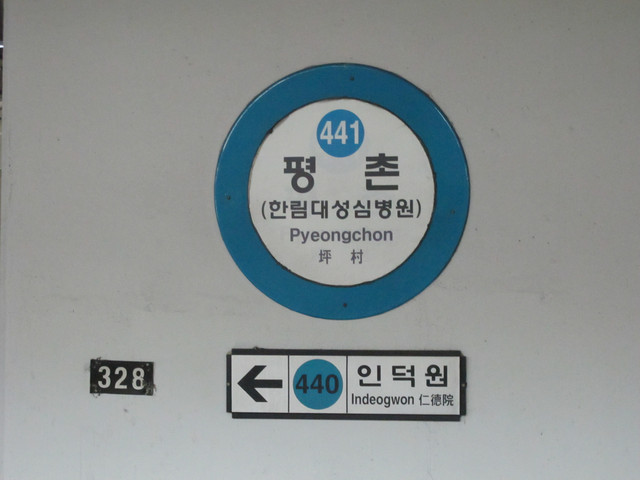 441
평 촌
(한림대성심병원)
Pyeongchon
坪 村
328
← 440 인덕원
Indeogwon 仁德院